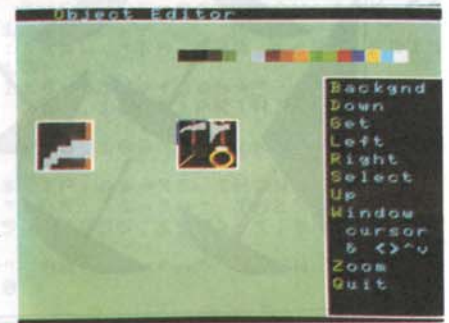 Object Editor
Backgnd
Down
Get
Left
Right
Select
Up
Window
cursor
& <>^v
Zoom
Quit